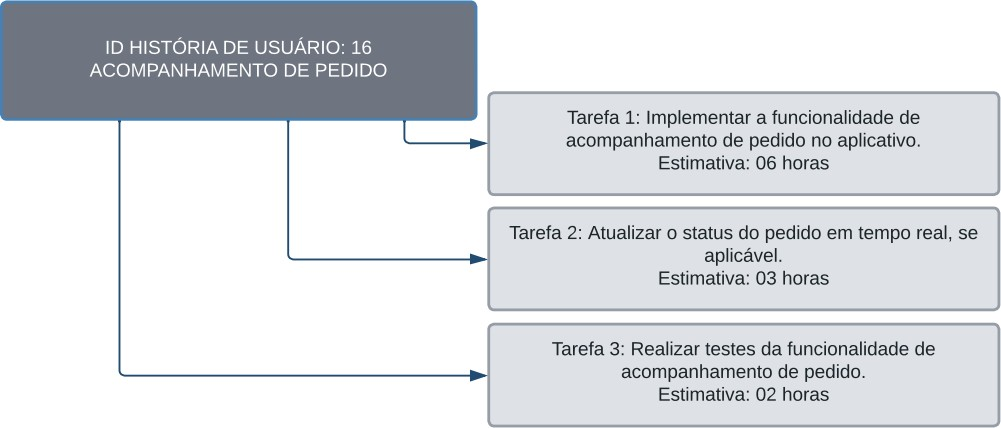 ID HISTÓRIA DE USUÁRIO: 16
ACOMPANHAMENTO DE PEDIDO
Tarefa 1: Implementar a funcionalidade de
acompanhamento de pedido no aplicativo.
Estimativa: 06 horas
Tarefa 2: Atualizar o status do pedido em tempo real, se
aplicável.
Estimativa: 03 horas
Tarefa 3: Realizar testes da funcionalidade de
acompanhamento de pedido.
Estimativa: 02 horas